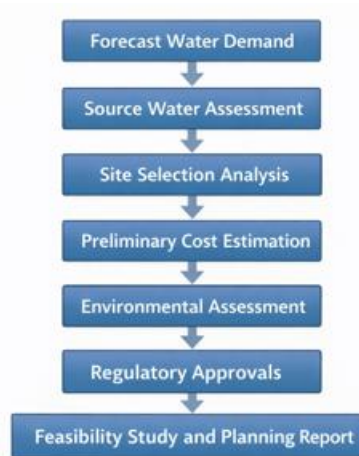 Forecast Water Demand
Source Water Assessment
Site Selection Analysis
Preliminary Cost Estimation
Environmental Assessment
Regulatory Approvals
Feasibility Study and Planning Report